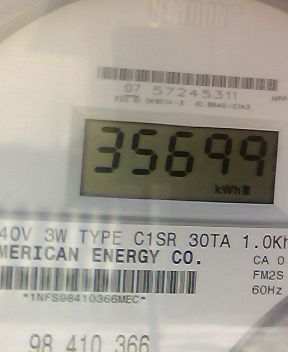 CENTRON
07 57245311
35699
kWh
40V 3W TYPE C1SR 30TA 1.0Kh
MERICAN ENERGY CO.
CA 0
FM2S
60Hz
*1NFS98410366MEC*
98 410 366